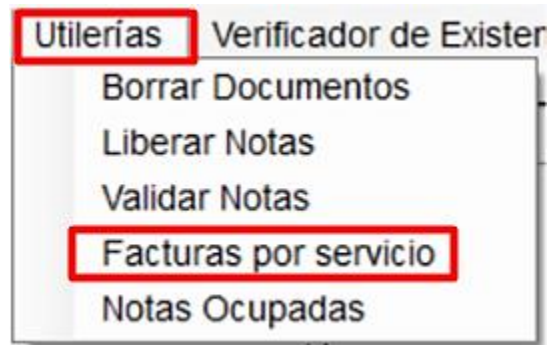 Utilerías Verificador de Exister
Borrar Documentos
Liberar Notas
Validar Notas
Facturas por servicio
Notas Ocupadas